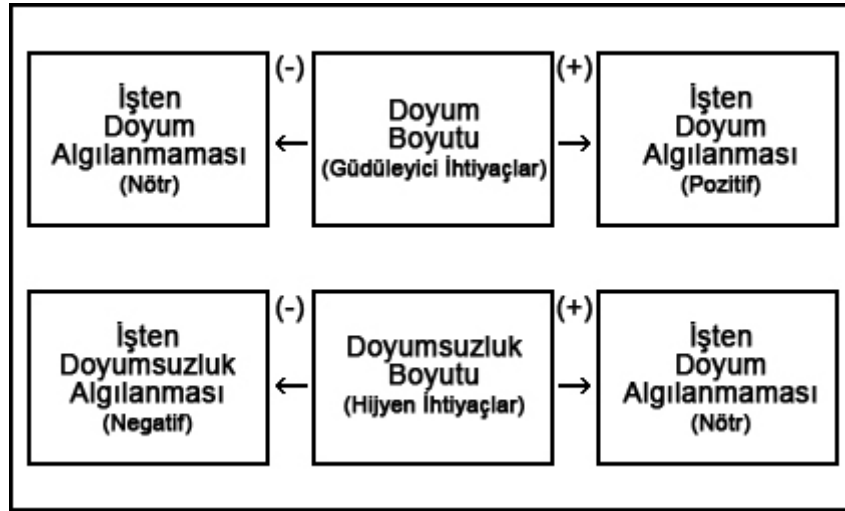 İşten
Doyum
Algılanmaması
(Nötr)
(-)
Doyum
Boyutu
(Güdüleyici İhtiyaçlar)
(+)
İşten
Doyum
Algılanması
(Pozitif)
İşten
Doyumsuzluk
Algılanması
(Negatif)
(-)
Doyumsuzluk
Boyutu
(Hijyen İhtiyaçlar)
(+)
İşten
Doyum
Algılanmaması
(Nötr)